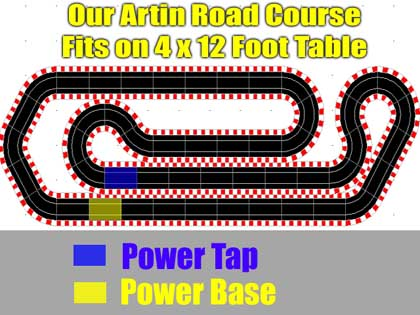 Our Artin Road Course
Fits on 4 x 12 Foot Table
Power Tap
Power Base